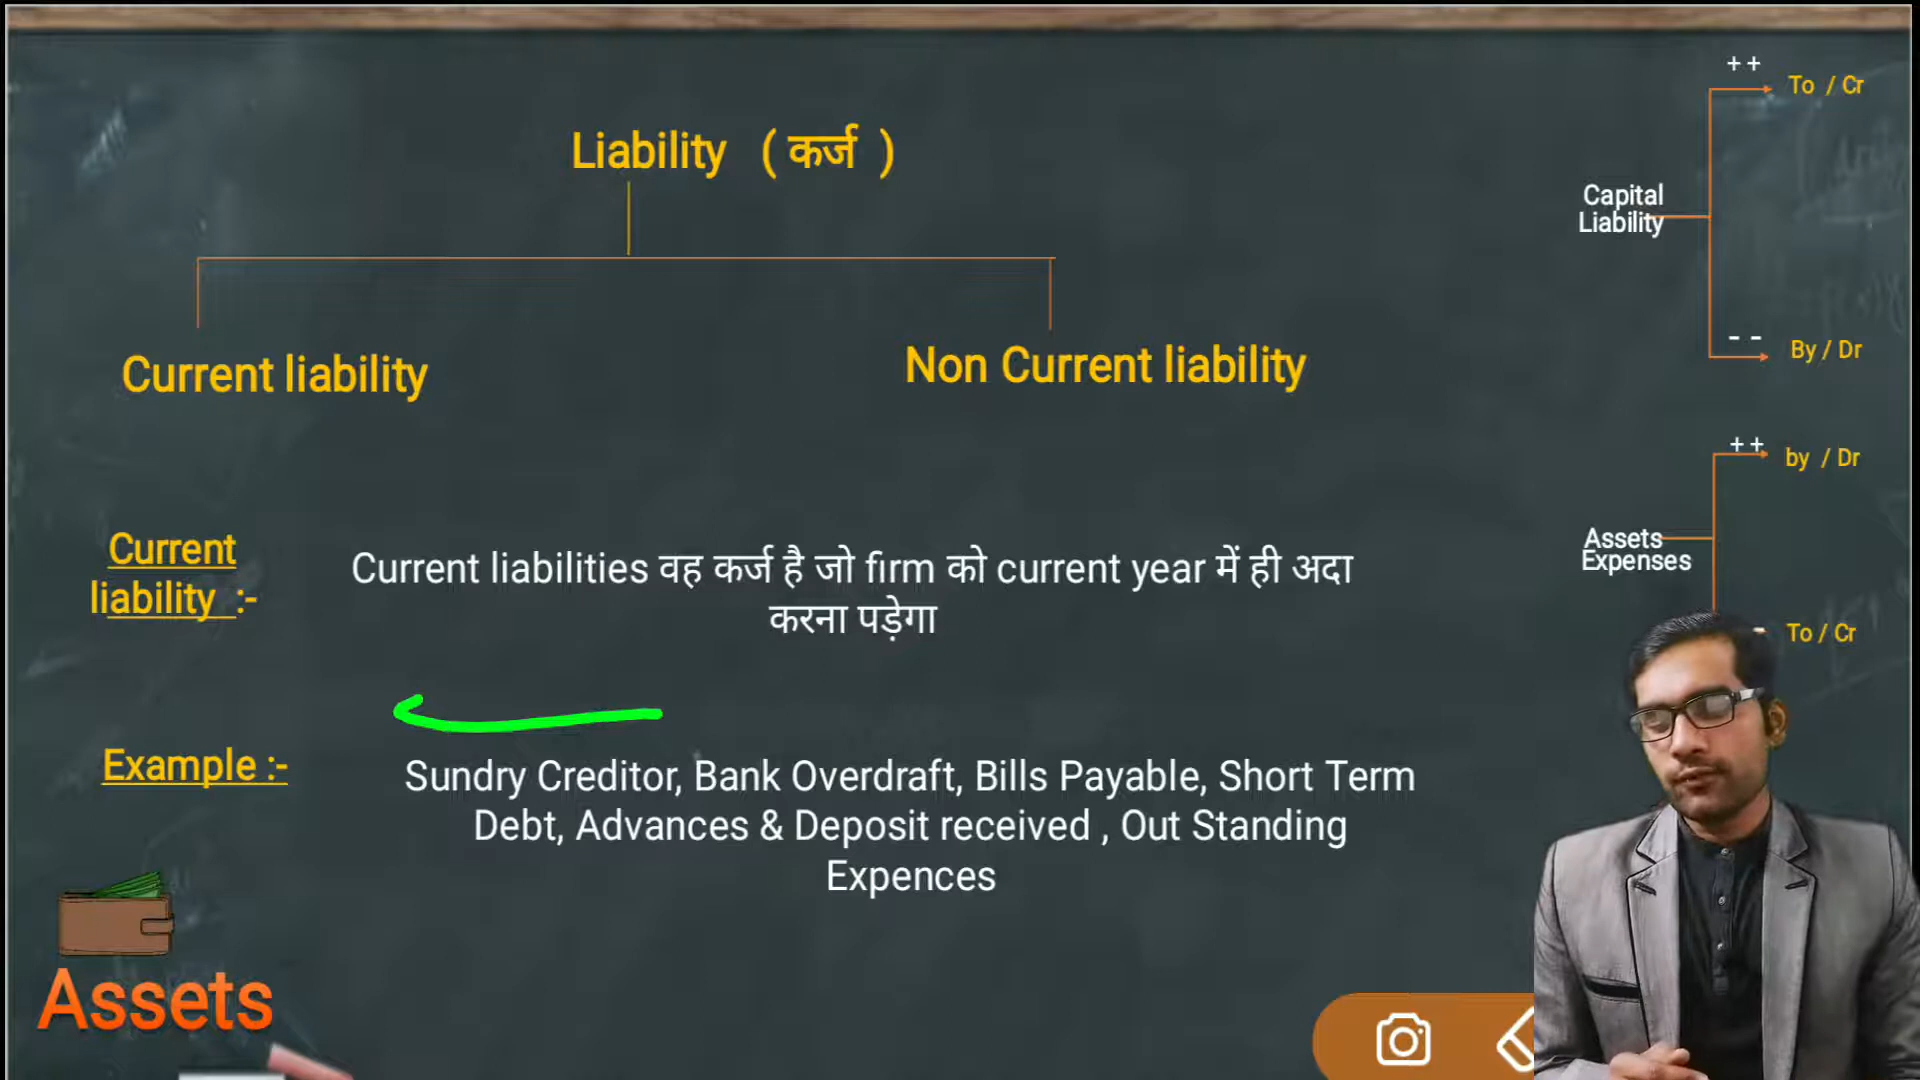 Liability ( कर्ज )
Current liability
Non Current liability
Current
liability :-
Current liabilities वह कर्ज है जो firm को current year में ही अदा
करना पड़ेगा
Example :-
Sundry Creditor, Bank Overdraft, Bills Payable, Short Term
Debt, Advances & Deposit received , Out Standing
Expences
Assets
+ +
To / Cr
Capital
Liability
- -
By / Dr
+ +
by / Dr
Assets
Expenses
-
To / Cr